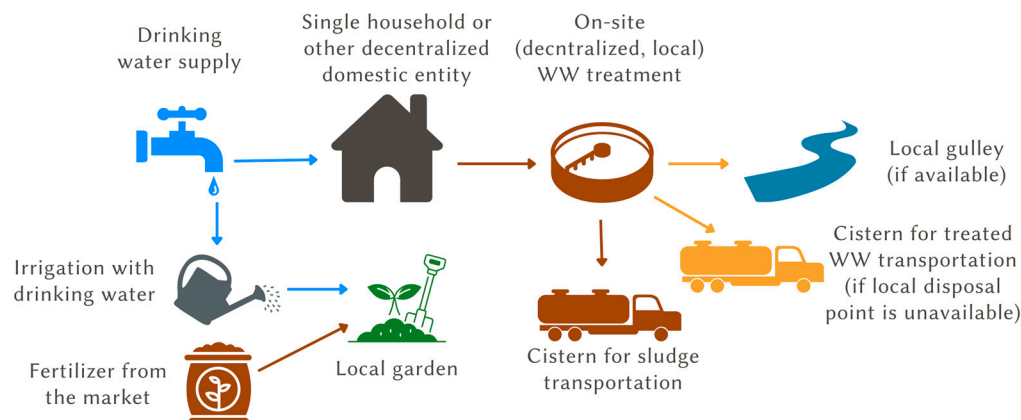 Drinking
water supply
Single household or
other decentralized
domestic entity
On-site
(decntralized, local)
WW treatment
Local gulley
(if available)
Cistern for treated
WW transportation
(if local disposal
point is unavailable)
Irrigation with
drinking water
Cistern for sludge
transportation
Local garden
Fertilizer from
the market